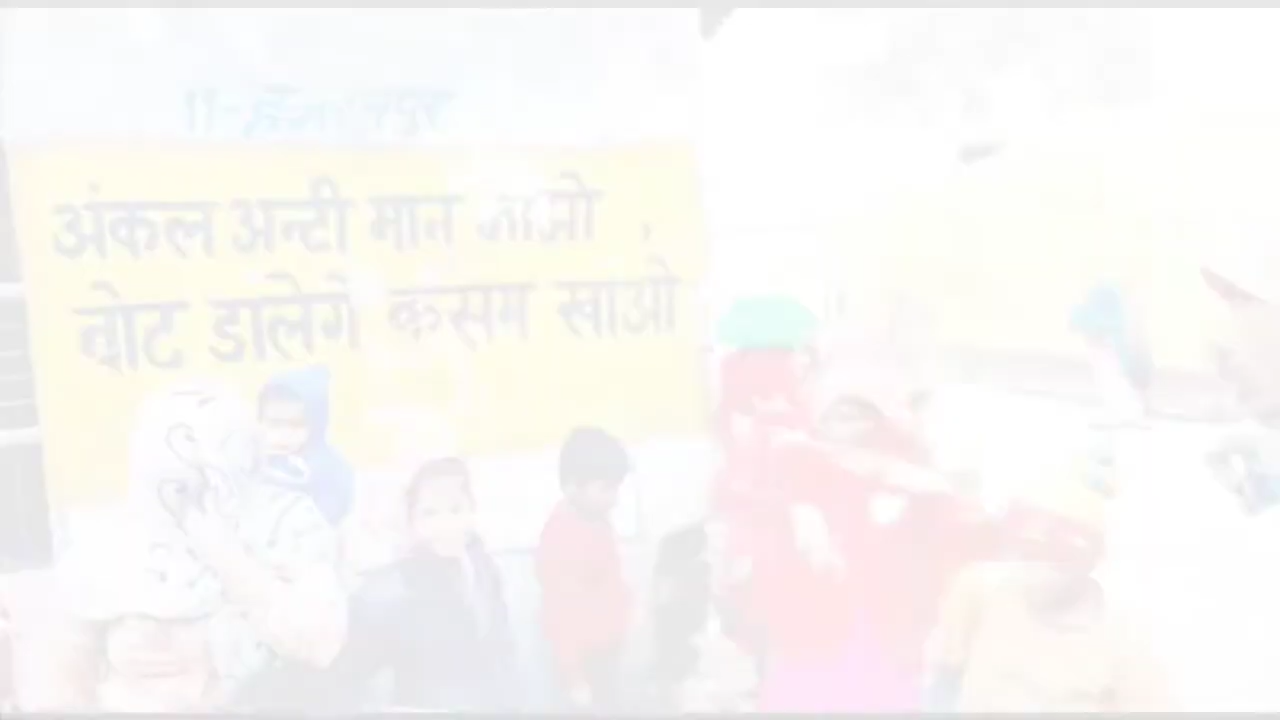 अंकल अन्टी मान जाओ ,
वोट डालेगे कसम खाओ